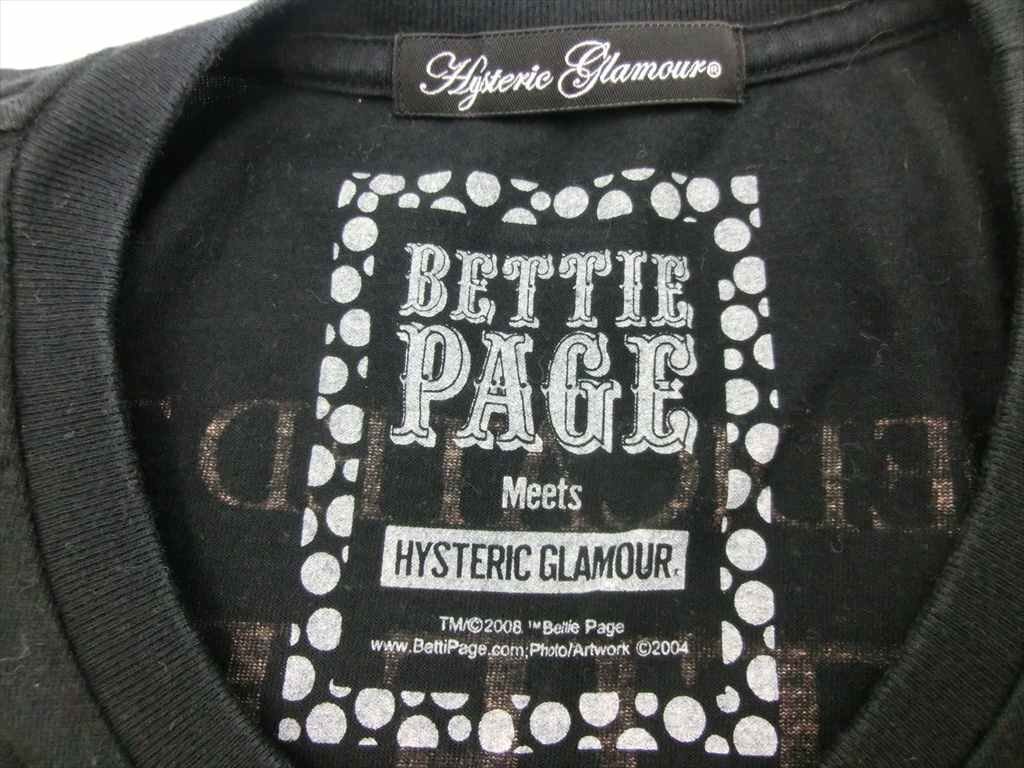 Hysteric Glamour®
BETTIE
PAGE
Meets
HYSTERIC GLAMOUR
TM/©2008 ™Bettie Page
www.BettiPage.com;Photo/Artwork ©2004